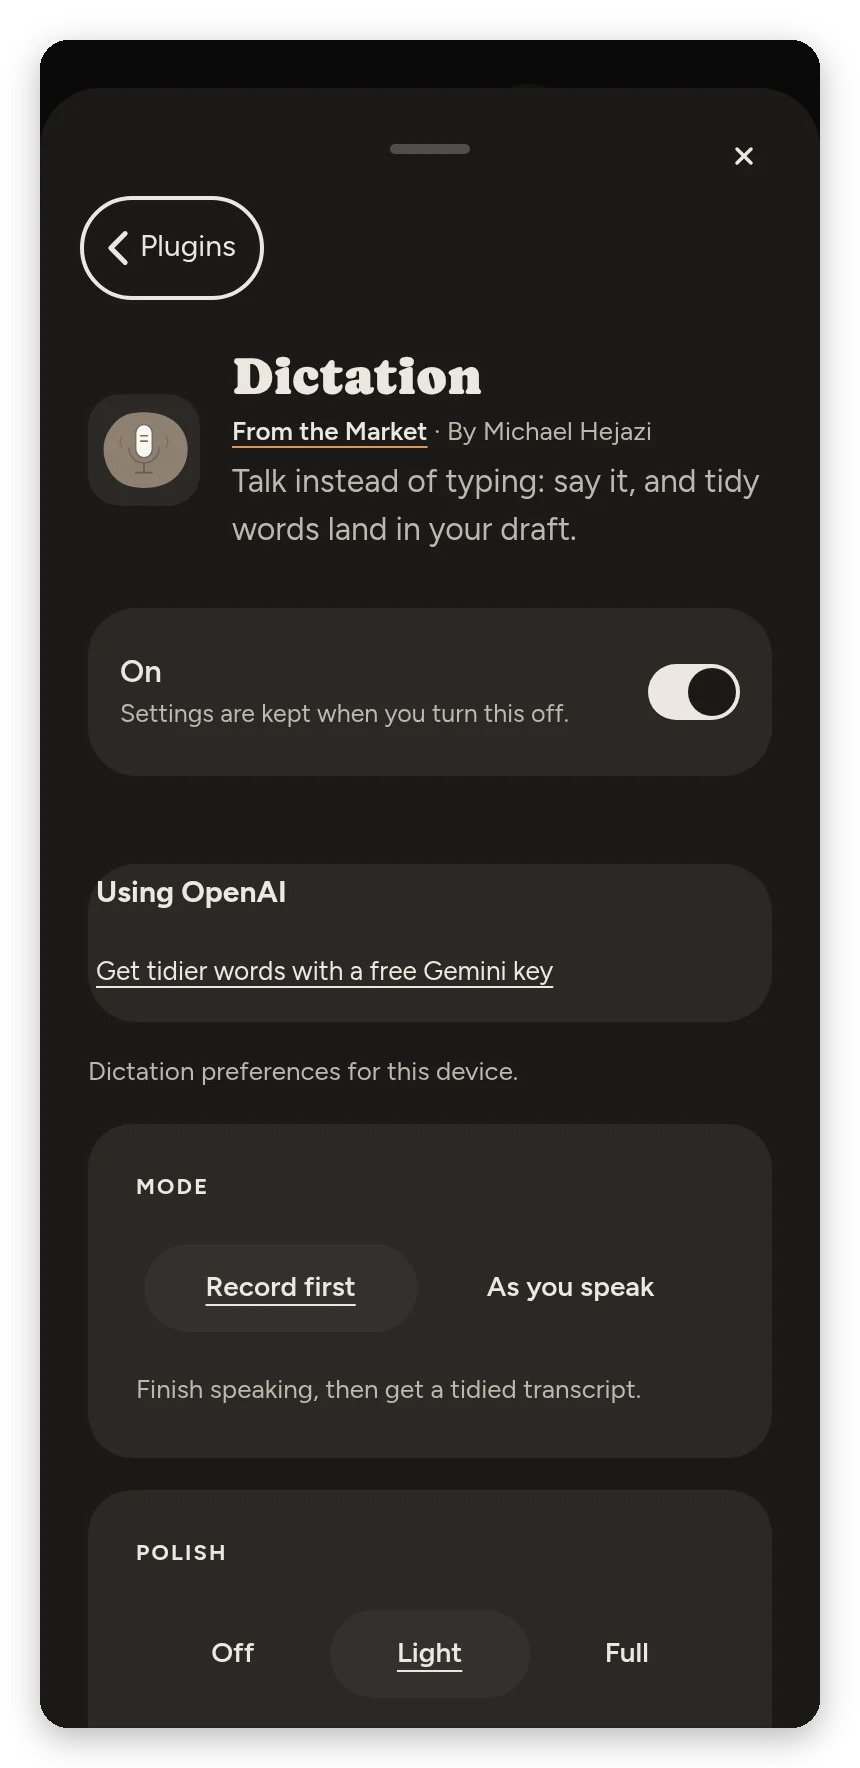 Plugins
Dictation
From the Market · By Michael Hejazi
Talk instead of typing: say it, and tidy
words land in your draft.
On
Settings are kept when you turn this off.
Using OpenAI
Get tidier words with a free Gemini key
Dictation preferences for this device.
MODE
Record first As you speak
Finish speaking, then get a tidied transcript.
POLISH
Off Light Full